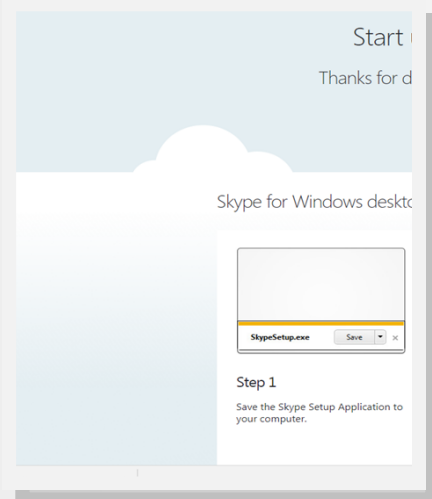 Start
Thanks for d
Skype for Windows deskto
SkypeSetup.exe
Save
Step 1
Save the Skype Setup Application to
your computer.